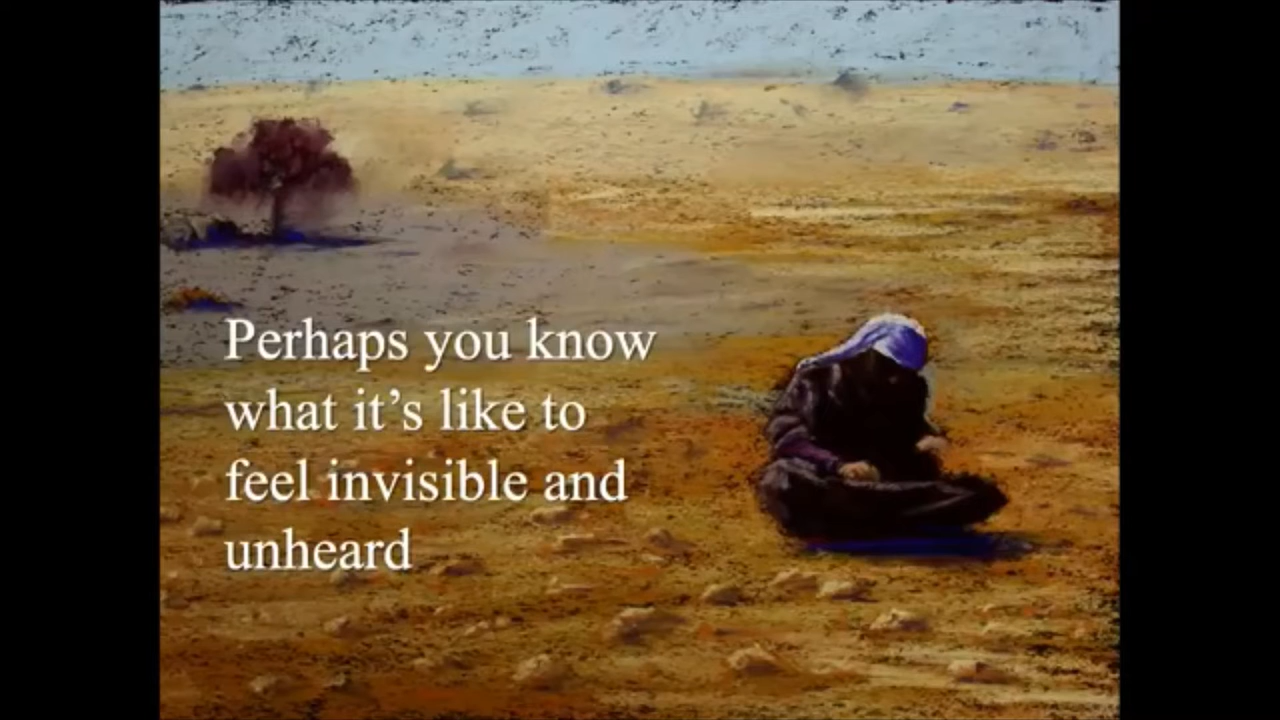 Perhaps you know
what it’s like to
feel invisible and
unheard